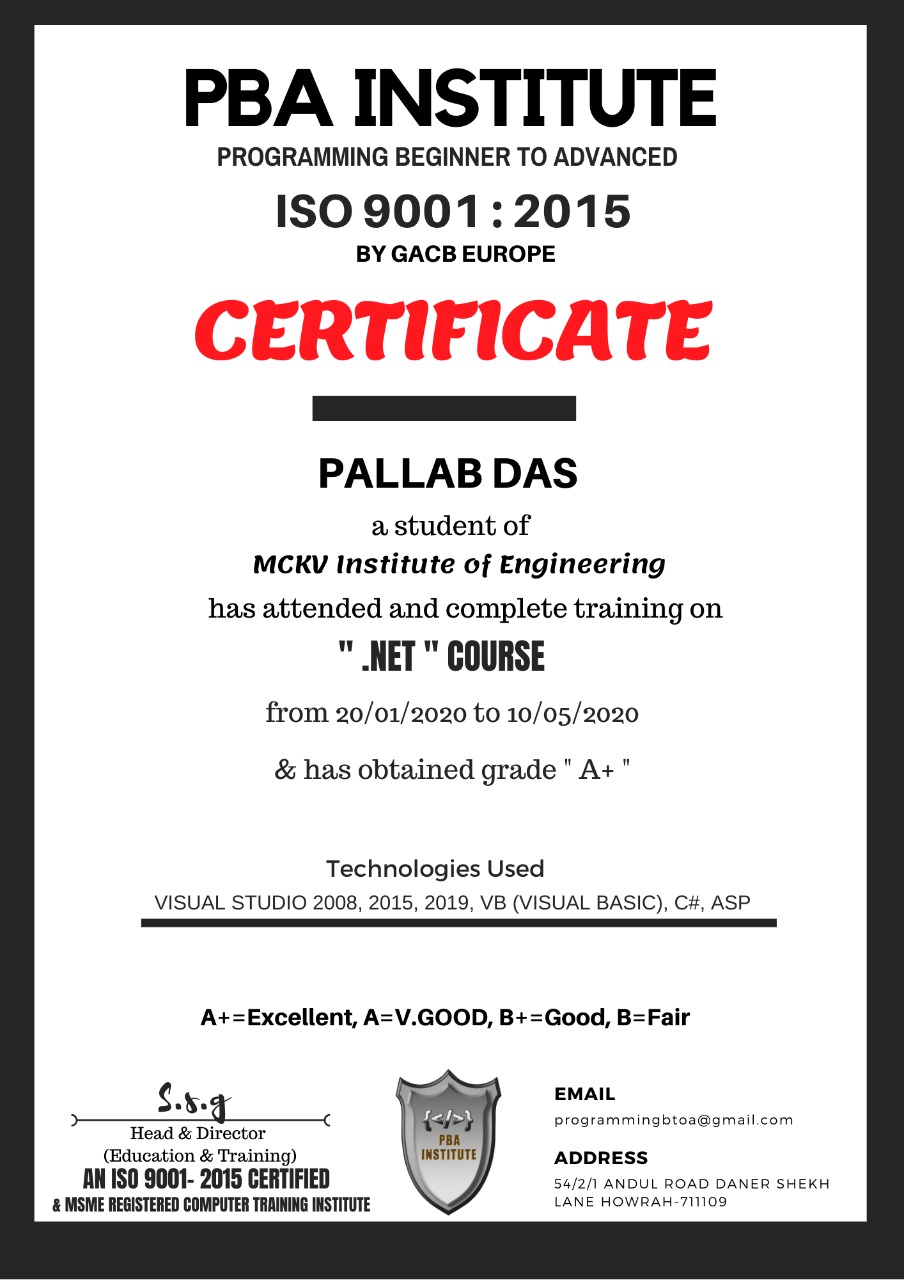 PBA INSTITUTE
PROGRAMMING BEGINNER TO ADVANCED
ISO 9001 : 2015
BY GACB EUROPE
CERTIFICATE
PALLAB DAS
a student of
MCKV Institute of Engineering
has attended and complete training on
" .NET " COURSE
from 20/01/2020 to 10/05/2020
& has obtained grade " A+ "
Technologies Used
VISUAL STUDIO 2008, 2015, 2019, VB (VISUAL BASIC), C#, ASP
A+=Excellent, A=V.GOOD, B+=Good, B=Fair
S.s.g
Head & Director
(Education & Training)
AN ISO 9001- 2015 CERTIFIED
& MSME REGISTERED COMPUTER TRAINING INSTITUTE
{</>}
PBA
INSTITUTE
EMAIL
programmingbtoa@gmail.com
ADDRESS
54/2/1 ANDUL ROAD DANER SHEKH
LANE HOWRAH-711109